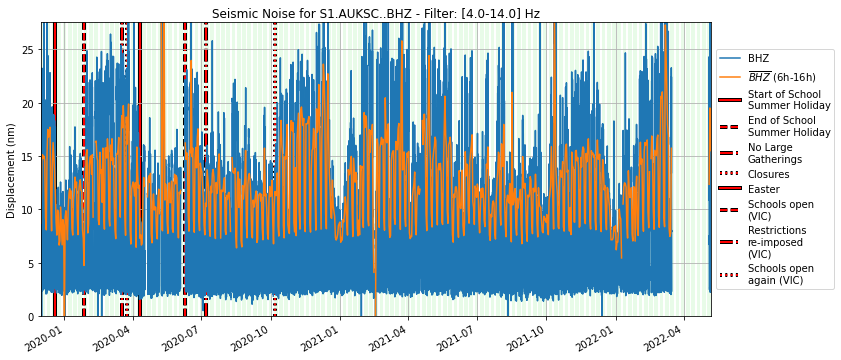 Seismic Noise for S1.AUKSC..BHZ - Filter: [4.0-14.0] Hz
Displacement (nm)
25
20
15
10
5
0
2020-01
2020-04
2020-07
2020-10
2021-01
2021-04
2021-07
2021-10
2022-01
2022-04
BHZ
BHZ (6h-16h)
Start of School
Summer Holiday
End of School
Summer Holiday
No Large
Gatherings
Closures
Easter
Schools open
(VIC)
Restrictions
re-imposed
(VIC)
Schools open
again (VIC)